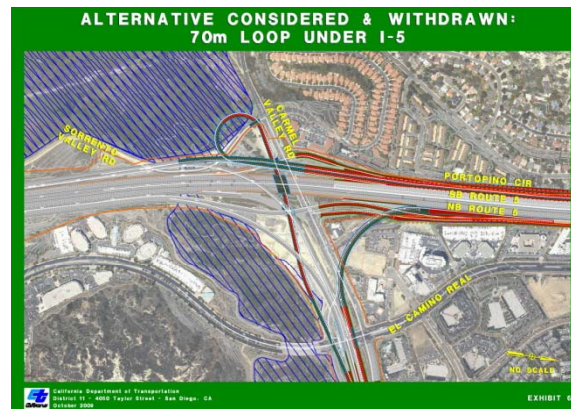 ALTERNATIVE CONSIDERED & WITHDRAWN:
70m LOOP UNDER I-5
SORRENTO
VALLEY RD
CARMEL
VALLEY RD
PORTOFINO CIR
SB ROUTE 5
NB ROUTE 5
EL CAMINO REAL
NO SCALE
California Department of Transportation
District 11 - 4050 Taylor Street - San Diego, CA
October 2006
EXHIBIT 6